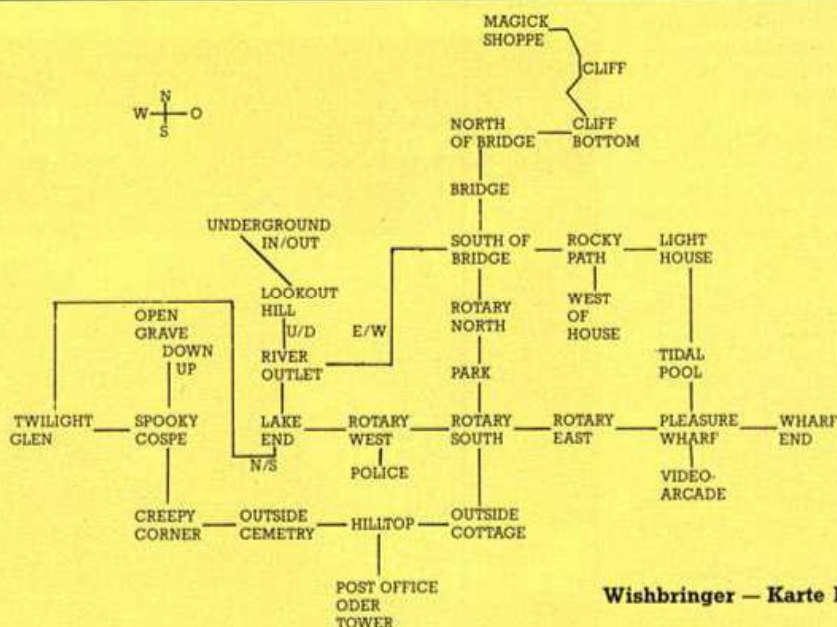 MAGICK
SHOPPE
CLIFF
N
W O
S
NORTH
OF BRIDGE
CLIFF
BOTTOM
BRIDGE
UNDERGROUND
IN/OUT
SOUTH OF
BRIDGE
ROCKY
PATH
LIGHT
HOUSE
LOOKOUT
HILL
WEST
OF
HOUSE
OPEN
GRAVE
ROTARY
NORTH
U/D
E/W
DOWN
UP
RIVER
OUTLET
PARK
TIDAL
POOL
TWILIGHT
GLEN
SPOOKY
COSPE
LAKE
END
ROTARY
WEST
ROTARY
SOUTH
ROTARY
EAST
PLEASURE
WHARF
WHARF
END
N/S
POLICE
VIDEO-
ARCADE
CREEPY
CORNER
OUTSIDE
CEMETRY
HILLTOP
OUTSIDE
COTTAGE
POST OFFICE
ODER
TOWER
Wishbringer — Karte